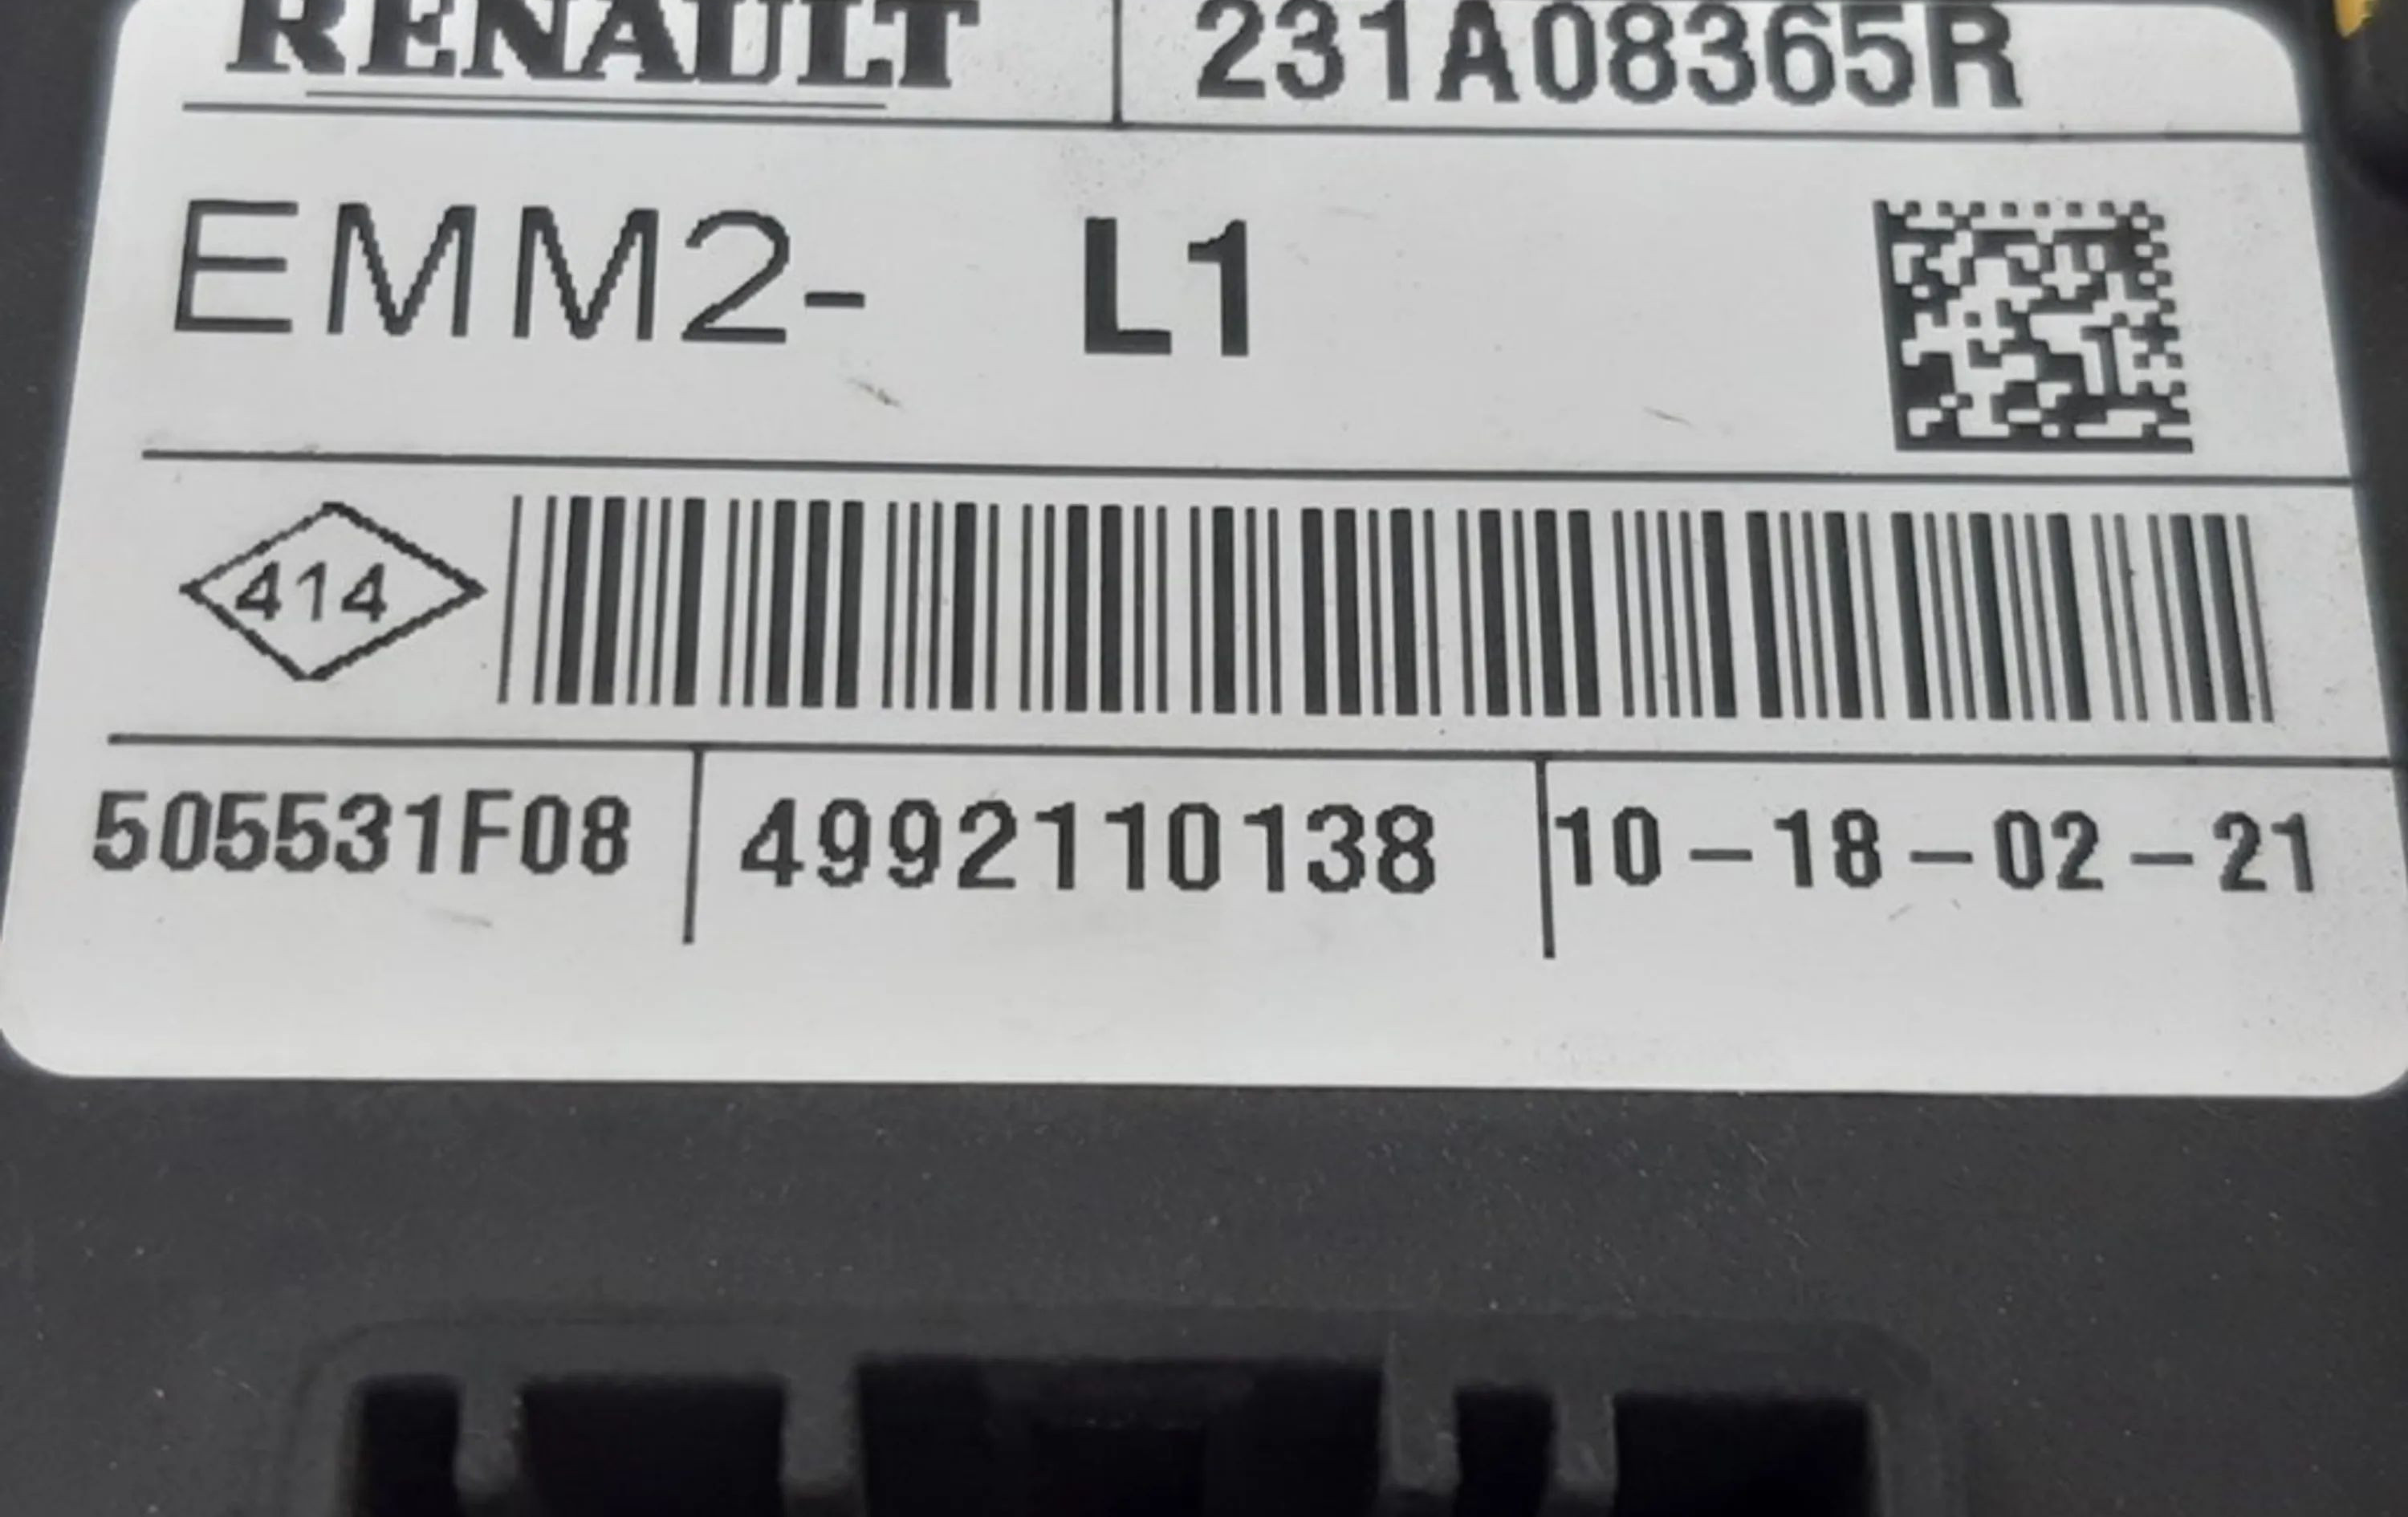 RENAULT 231A08365R
EMM2- L1
414
505531F08 4992110138 10-18-02-21